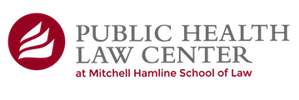 PUBLIC HEALTH
LAW CENTER
at Mitchell Hamline School of Law